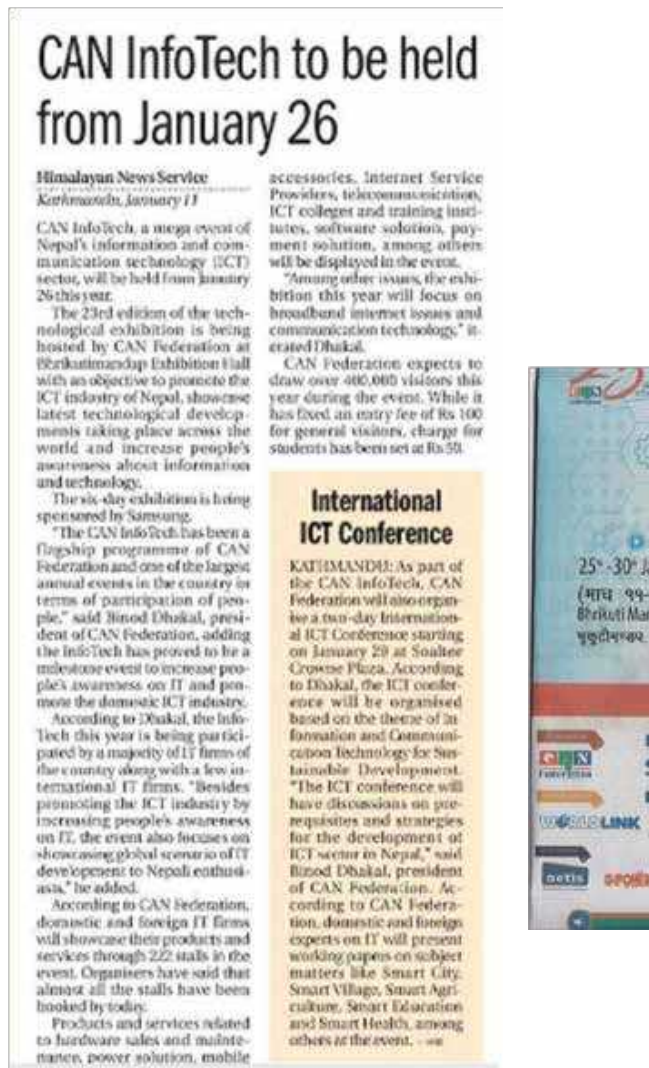 CAN InfoTech to be held
from January 26
Himalayan News Service
Kathmandu, January 11
CAN InfoTech, a mega event of
Nepal's information and com-
munication technology (ICT)
sector, will be held from January
26 this year.
The 23rd edition of the tech-
nological exhibition is being
hosted by CAN Federation at
Bhrikutimandap Exhibition Hall
with an objective to promote the
ICT industry of Nepal, showcase
latest technological develop-
ments taking place across the
world and increase people's
awareness about information
and technology.
The six-day exhibition is being
sponsored by Samsung.
"The CAN InfoTech has been a
flagship programme of CAN
Federation and one of the largest
annual events in the country in
terms of participation of peo-
ple," said Binod Dhakal, presi-
dent of CAN Federation, adding
the InfoTech has proved to be a
milestone event to increase peo-
ple's awareness on IT and pro-
mote the domestic ICT industry.
According to Dhakal, the Info-
Tech this year is being partici-
pated by a majority of IT firms of
the country along with a few in-
ternational IT firms. "Besides
promoting the ICT industry by
increasing people's awareness
on IT, the event also focuses on
showcasing global scenario of IT
development to Nepali enthusi-
asts," he added.
According to CAN Federation,
domestic and foreign IT firms
will showcase their products and
services through 222 stalls in the
event. Organisers have said that
almost all the stalls have been
booked by today.
Products and services related
to hardware sales and mainte-
nance, power solution, mobile
accessories, Internet Service
Providers, telecommunication,
ICT colleges and training insti-
tutes, software solution, pay-
ment solution, among others
will be displayed in the event.
"Among other issues, the exhi-
bition this year will focus on
broadband internet issues and
communication technology," it-
erated Dhakal.
CAN Federation expects to
draw over 400,000 visitors this
year during the event. While it
has fixed an entry fee of Rs 100
for general visitors, charge for
students has been set at Rs 50.
International
ICT Conference
KATHMANDU: As part of
the CAN InfoTech, CAN
Federation will also organ-
ise a two-day Internation-
al ICT Conference starting
on January 29 at Soaltee
Crowne Plaza. According
to Dhakal, the ICT confer-
ence will be organised
based on the theme of In
formation and Communi-
cation Technology for Sus-
tainable Development.
"The ICT conference will
have discussions on pre-
requisites and strategies
for the development of
ICT sector in Nepal," said
Binod Dhakal, president
of CAN Federation. Ac-
cording to CAN Federa-
tion, domestic and foreign
experts on IT will present
working papers on subject
matters like Smart City,
Smart Village, Smart Agri-
culture, Smart Education
and Smart Health, among
others at the event. — HNS
25th -30th Ja
(माघ ११-
Bhrikuti Man
भृकुटीमण्डप
CAN
FEDERATION
WORLDLINK
netis